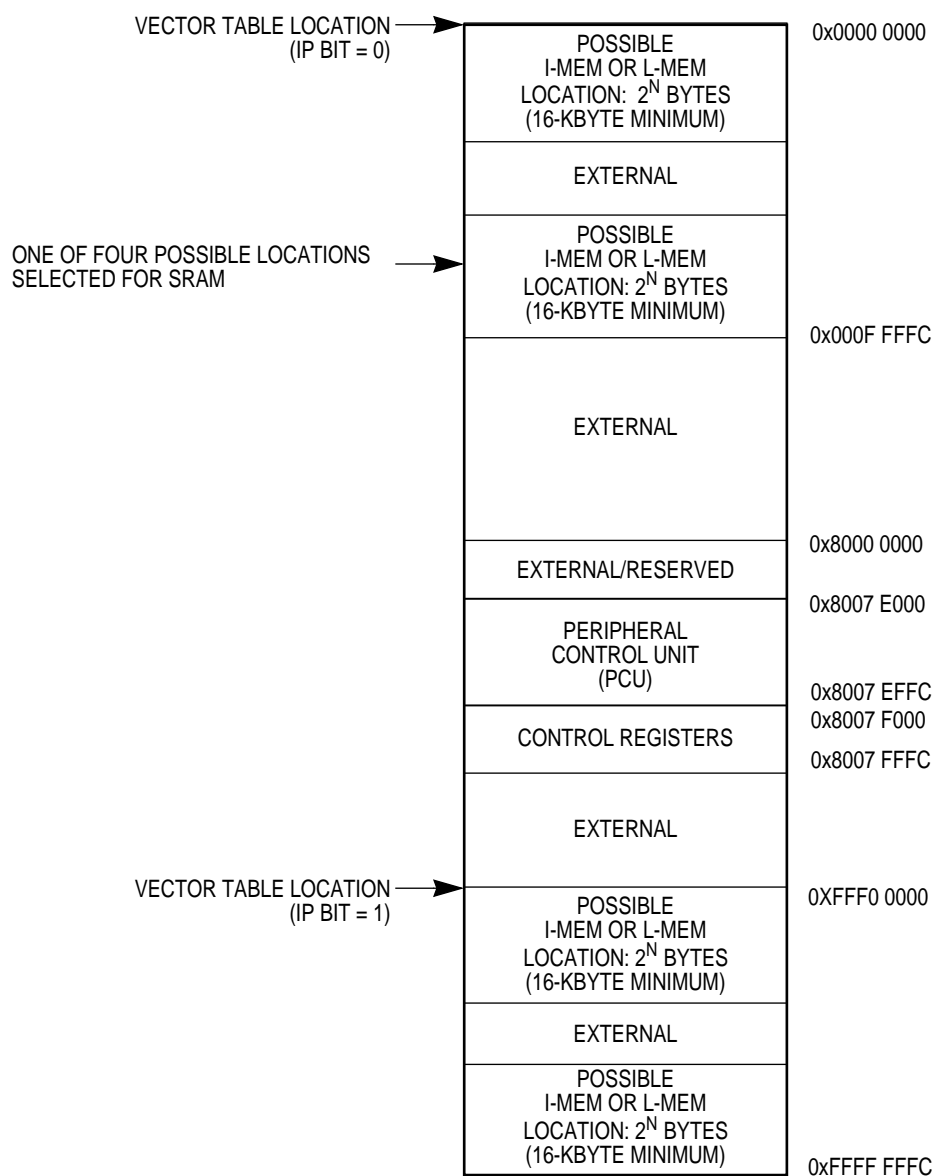 VECTOR TABLE LOCATION
(IP BIT = 0)
0x0000 0000
POSSIBLE
I-MEM OR L-MEM
LOCATION: 2^N BYTES
(16-KBYTE MINIMUM)
EXTERNAL
ONE OF FOUR POSSIBLE LOCATIONS
SELECTED FOR SRAM
POSSIBLE
I-MEM OR L-MEM
LOCATION: 2^N BYTES
(16-KBYTE MINIMUM)
0x000F FFFC
EXTERNAL
0x8000 0000
EXTERNAL/RESERVED
0x8007 E000
PERIPHERAL
CONTROL UNIT
(PCU)
0x8007 EFFC
0x8007 F000
CONTROL REGISTERS
0x8007 FFFC
EXTERNAL
VECTOR TABLE LOCATION
(IP BIT = 1)
0XFFF0 0000
POSSIBLE
I-MEM OR L-MEM
LOCATION: 2^N BYTES
(16-KBYTE MINIMUM)
EXTERNAL
POSSIBLE
I-MEM OR L-MEM
LOCATION: 2^N BYTES
(16-KBYTE MINIMUM)
0xFFFF FFFC